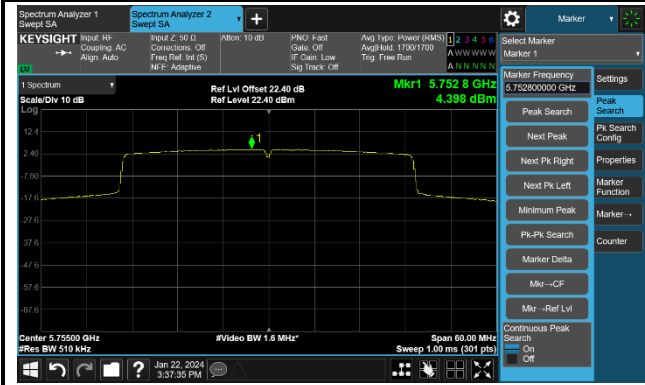 Spectrum Analyzer 1
Swept SA
Spectrum Analyzer 2
Swept SA
+
Marker
KEYSIGHT
Input: RF
Coupling: AC
Align: Auto
Input Z: 50 Ω
Corrections: Off
Freq Ref: Int (S)
NFE: Adaptive
Atten: 10 dB
PNO: Fast
Gate: Off
IF Gain: Low
Sig Track: Off
Avg Type: Power (RMS)
Avg|Hold: 1700/1700
Trig: Free Run
1 2 3 4 5 6
A W W W W W
A N N N N N
Select Marker
Marker 1
1 Spectrum
Scale/Div 10 dB
Log
Ref Lvl Offset 22.40 dB
Ref Level 22.40 dBm
Mkr1 5.752 8 GHz
4.398 dBm
12.4
2.40
-7.60
-17.6
-27.6
-37.6
-47.6
-57.6
-67.6
1
Center 5.75500 GHz
#Res BW 510 kHz
#Video BW 1.6 MHz*
Span 60.00 MHz
Sweep 1.00 ms (301 pts)
Marker Frequency
5.752800000 GHz
Peak Search
Next Peak
Next Pk Right
Next Pk Left
Minimum Peak
Pk-Pk Search
Marker Delta
Mkr→CF
Mkr→Ref Lvl
Continuous Peak
Search
On
Off
Settings
Peak
Search
Pk Search
Config
Properties
Marker
Function
Marker→
Counter
?
Jan 22, 2024
3:37:35 PM